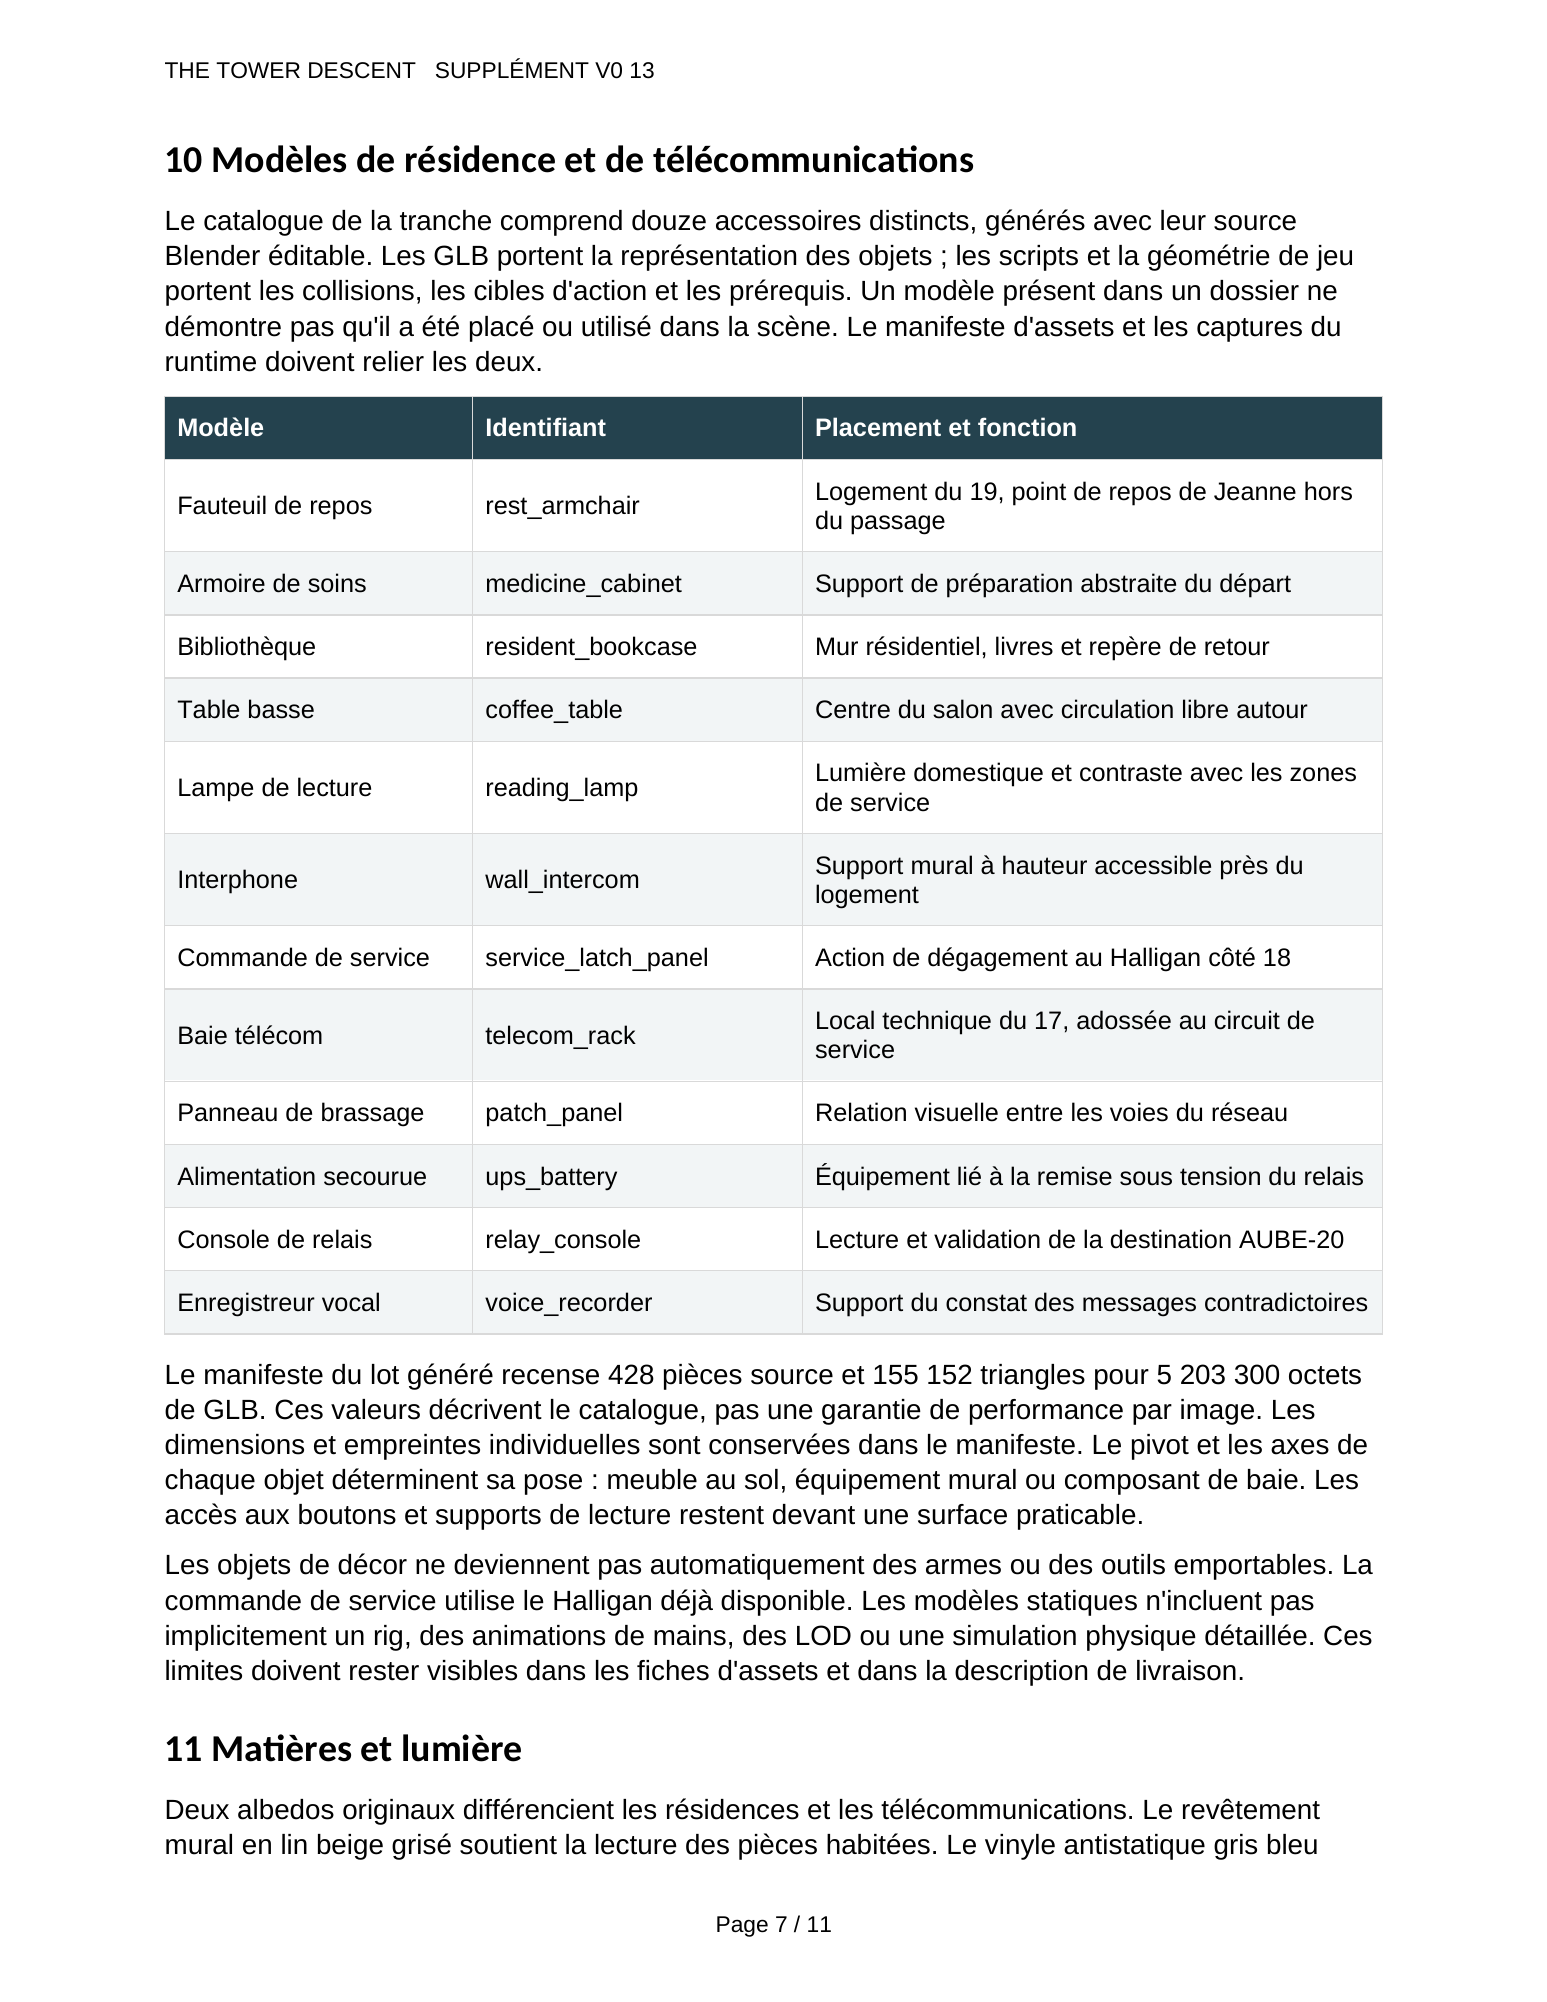 THE TOWER DESCENT SUPPLÉMENT V0 13
10 Modèles de résidence et de télécommunications
Le catalogue de la tranche comprend douze accessoires distincts, générés avec leur source
Blender éditable. Les GLB portent la représentation des objets ; les scripts et la géométrie de jeu
portent les collisions, les cibles d'action et les prérequis. Un modèle présent dans un dossier ne
démontre pas qu'il a été placé ou utilisé dans la scène. Le manifeste d'assets et les captures du
runtime doivent relier les deux.
Modèle Identifiant Placement et fonction
Fauteuil de repos rest_armchair Logement du 19, point de repos de Jeanne hors
du passage
Armoire de soins medicine_cabinet Support de préparation abstraite du départ
Bibliothèque resident_bookcase Mur résidentiel, livres et repère de retour
Table basse coffee_table Centre du salon avec circulation libre autour
Lampe de lecture reading_lamp Lumière domestique et contraste avec les zones
de service
Interphone wall_intercom Support mural à hauteur accessible près du
logement
Commande de service service_latch_panel Action de dégagement au Halligan côté 18
Baie télécom telecom_rack Local technique du 17, adossée au circuit de
service
Panneau de brassage patch_panel Relation visuelle entre les voies du réseau
Alimentation secourue ups_battery Équipement lié à la remise sous tension du relais
Console de relais relay_console Lecture et validation de la destination AUBE-20
Enregistreur vocal voice_recorder Support du constat des messages contradictoires
Le manifeste du lot généré recense 428 pièces source et 155 152 triangles pour 5 203 300 octets
de GLB. Ces valeurs décrivent le catalogue, pas une garantie de performance par image. Les
dimensions et empreintes individuelles sont conservées dans le manifeste. Le pivot et les axes de
chaque objet déterminent sa pose : meuble au sol, équipement mural ou composant de baie. Les
accès aux boutons et supports de lecture restent devant une surface praticable.
Les objets de décor ne deviennent pas automatiquement des armes ou des outils emportables. La
commande de service utilise le Halligan déjà disponible. Les modèles statiques n'incluent pas
implicitement un rig, des animations de mains, des LOD ou une simulation physique détaillée. Ces
limites doivent rester visibles dans les fiches d'assets et dans la description de livraison.
11 Matières et lumière
Deux albedos originaux différencient les résidences et les télécommunications. Le revêtement
mural en lin beige grisé soutient la lecture des pièces habitées. Le vinyle antistatique gris bleu
Page 7 / 11